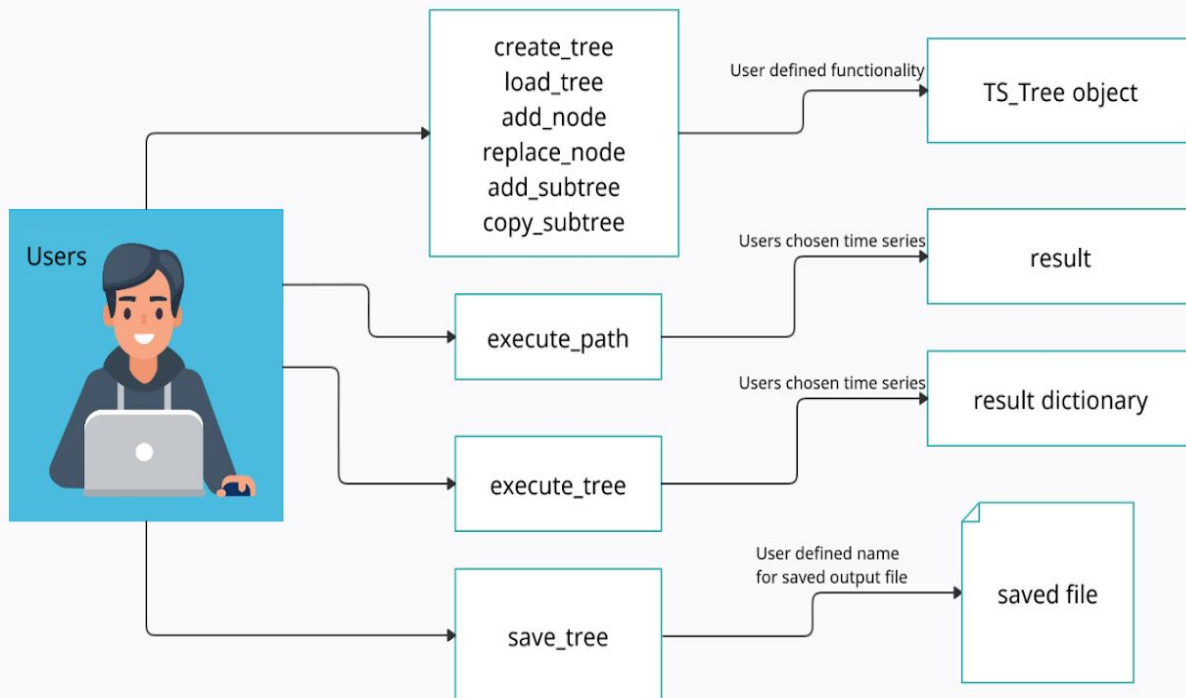 Users
create_tree
load_tree
add_node
replace_node
add_subtree
copy_subtree
User defined functionality
TS_Tree object
execute_path
Users chosen time series
result
execute_tree
Users chosen time series
result dictionary
save_tree
User defined name
for saved output file
saved file